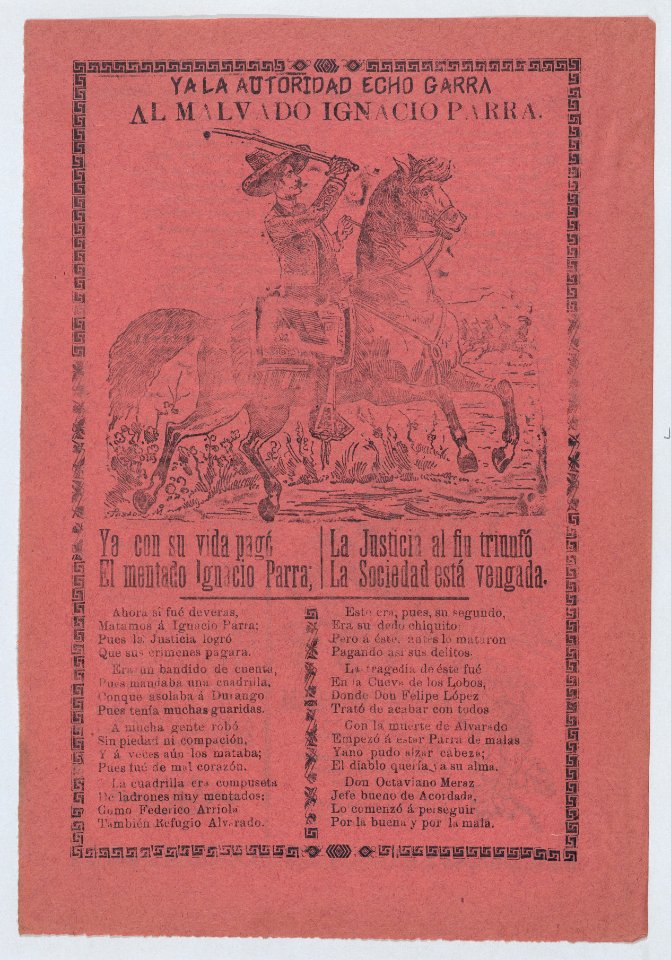 YA LA AUTORIDAD ECHO GARRA
AL MALVADO IGNACIO PARRA.
Ya con su vida pagó
El mentado Ignacio Parra;
La Justicia al fin triunfó
La Sociedad está vengada.
Ahora si fué deveras,
Matamos á Ignacio Parra;
Pues la Justicia logró
Que sus crimenes pagara.
Era un bandido de cuenta,
Pues mandaba una cuadrilla,
Conque asolaba á Durango
Pues tenía muchas guaridas.
A mucha gente robó
Sin piedad ni compación,
Y á veces aún los mataba;
Pues fué de mal corazón.
La cuadrilla era compuseta
De ladrones muy mentados;
Como Federico Arriola
También Refugio Alvarado.
Este era, pues, su segundo,
Era su dedo chiquito
Pero á éste, antes lo mataron
Pagando así sus delitos.
La tragedia de éste fué
En la Cueva de los Lobos,
Donde Don Felipe López
Trató de acabar con todos
Con la muerte de Alvarado
Empezó á estar Parra de malas
Yano pudo alzar cabeza;
El diablo quería ya su alma.
Don Octaviano Meraz
Jefe bueno de Acordada,
Lo comenzó á perseguir
Por la buena y por la mala.